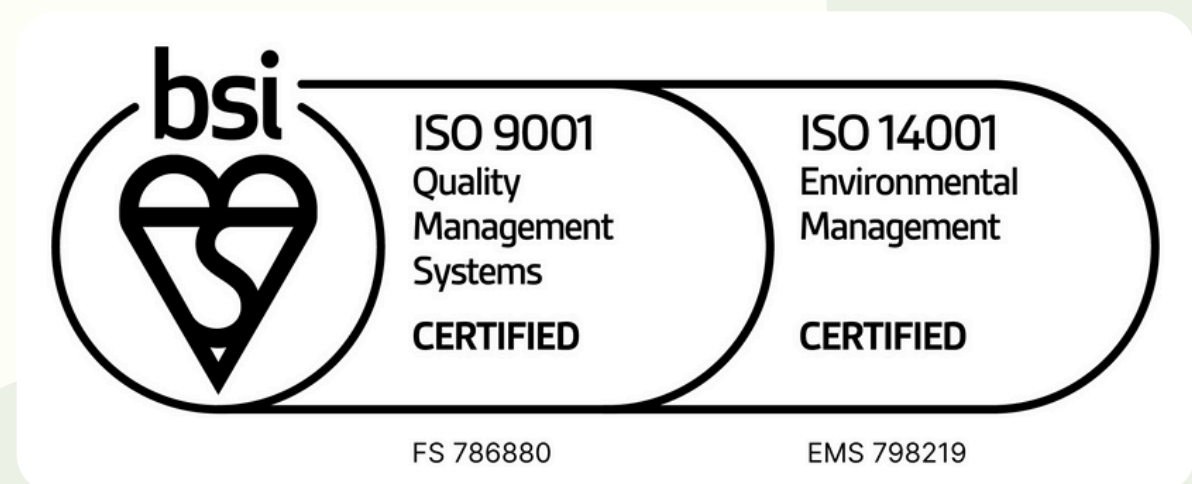 bsi
ISO 9001
Quality
Management
Systems
CERTIFIED
FS 786880
ISO 14001
Environmental
Management
CERTIFIED
EMS 798219